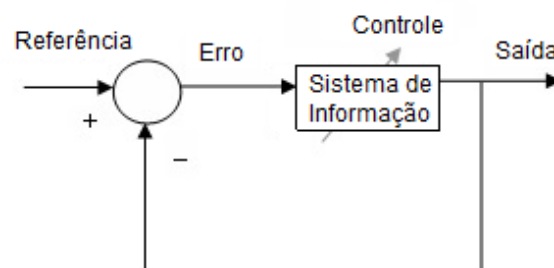 Controle
Referência
Erro
Saída
Sistema de
Informação
+
−